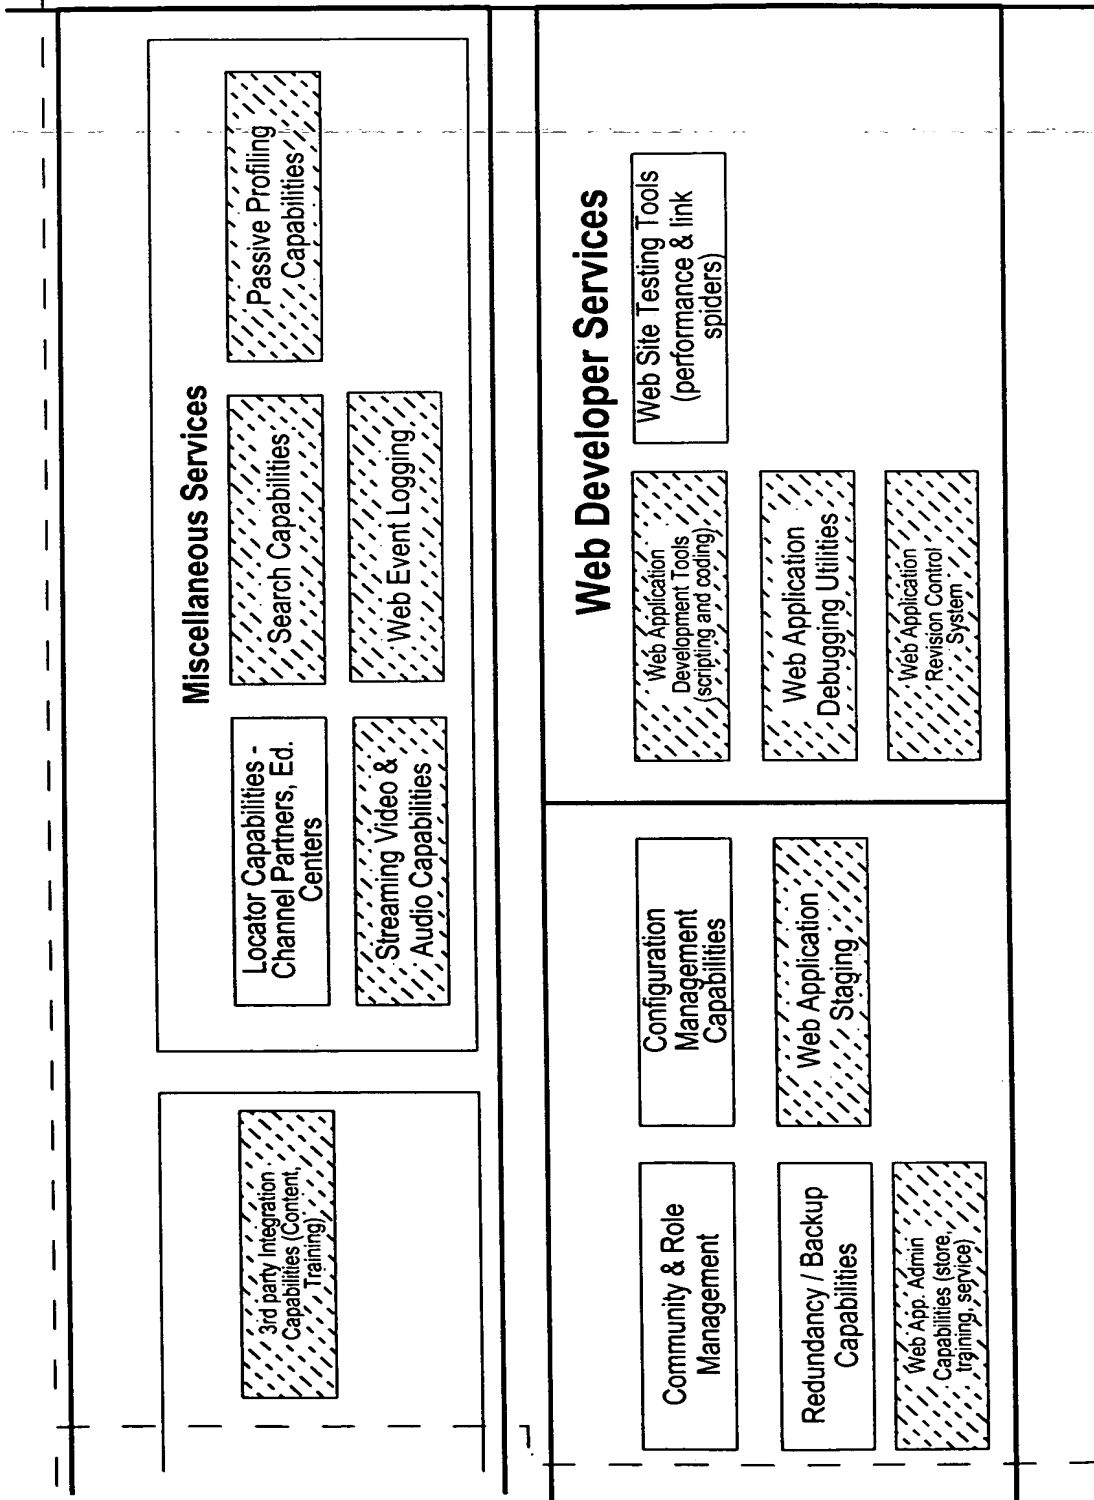 Miscellaneous Services
3rd party Integration
Capabilities (Content,
Training)
Locator Capabilities -
Channel Partners, Ed.
Centers
Search Capabilities
Passive Profiling
Capabilities
Streaming Video &
Audio Capabilities
Web Event Logging
Web Developer Services
Community & Role
Management
Configuration
Management
Capabilities
Web Application
Development Tools
(scripting and coding)
Web Site Testing Tools
(performance & link
spiders)
Redundancy / Backup
Capabilities
Web Application
Staging
Web Application
Debugging Utilities
Web App. Admin
Capabilities (store,
training, service)
Web Application
Revision Control
System